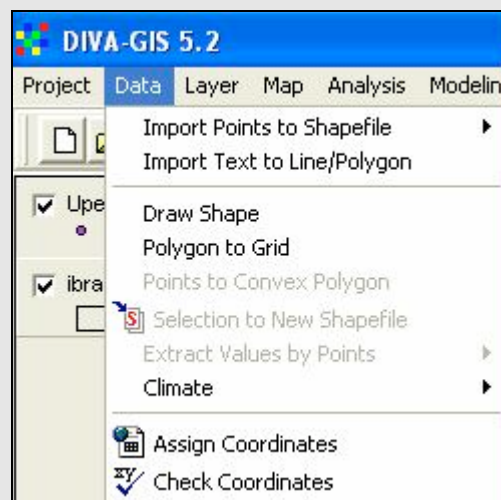 DIVA-GIS 5.2
Project Data Layer Map Analysis Modelin
Import Points to Shapefile
Import Text to Line/Polygon
Upe
Draw Shape
Polygon to Grid
Points to Convex Polygon
ibra
S Selection to New Shapefile
Extract Values by Points
Climate
Assign Coordinates
xy Check Coordinates